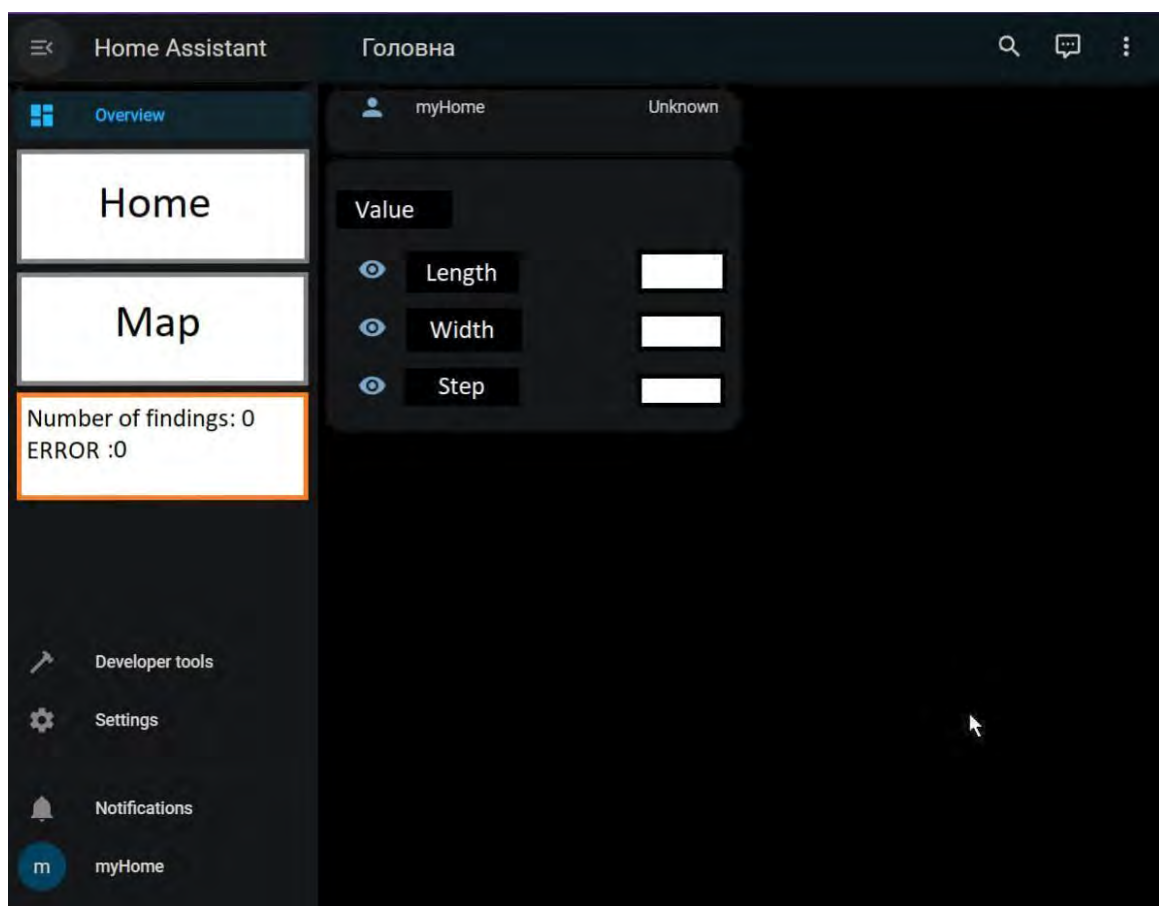 Home Assistant
Головна
Overview
myHome Unknown
Home
Value
Length
Map
Width
Step
Number of findings: 0
ERROR :0
Developer tools
Settings
Notifications
m myHome